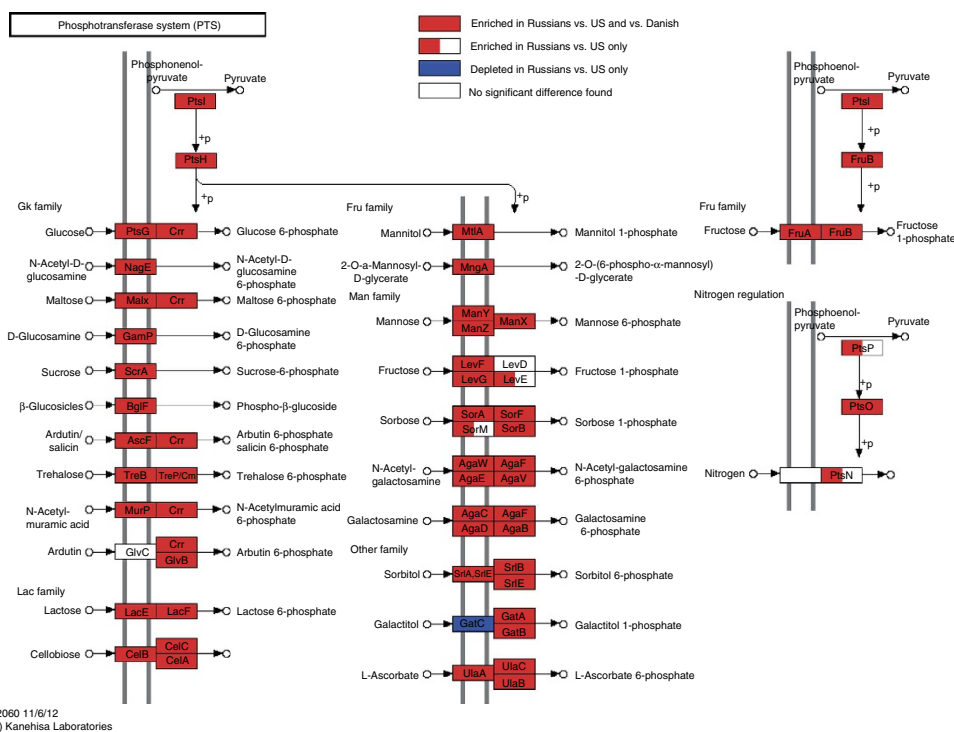 Phosphotransferase system (PTS)
Enriched in Russians vs. US and vs. Danish
Enriched in Russians vs. US only
Depleted in Russians vs. US only
No significant difference found
Phosphonenol-
pyruvate
Pyruvate
PtsI
+p
PtsH
+p
+p
Gk family
Glucose
PtsG
Crr
Glucose 6-phosphate
N-Acetyl-D-
glucosamine
NagE
N-Acetyl-D-
glucosamine
6-phosphate
Maltose
Malx
Crr
Maltose 6-phosphate
D-Glucosamine
GamP
D-Glucosamine
6-phosphate
Sucrose
ScrA
Sucrose-6-phosphate
β-Glucosicles
BglF
Phospho-β-glucoside
Ardutin/
salicin
AscF
Crr
Arbutin 6-phosphate
salicin 6-phosphate
Trehalose
TreB
TreP/Crr
Trehalose 6-phosphate
N-Acetyl-
muramic acid
MurP
Crr
N-Acetylmuramic acid
6-phosphate
Ardutin
GlvC
Crr
GlvB
Arbutin 6-phosphate
Lac family
Lactose
LacE
LacF
Lactose 6-phosphate
Cellobiose
CelB
CelC
CelA
Fru family
Mannitol
MtlA
Mannitol 1-phosphate
2-O-a-Mannosyl-
D-glycerate
MngA
2-O-(6-phospho-α-mannosyl)
-D-glycerate
Man family
Mannose
ManY
ManZ
ManX
Mannose 6-phosphate
Fructose
LevF
LevD
LevG
LevE
Fructose 1-phosphate
Sorbose
SorA
SorF
SorM
SorB
Sorbose 1-phosphate
N-Acetyl-
galactosamine
AgaW
AgaF
AgaE
AgaV
N-Acetyl-galactosamine
6-phosphate
Galactosamine
AgaC
AgaF
AgaD
AgaB
Galactosamine
6-phosphate
Other family
Sorbitol
SrlA,SrlE
SrlB
SrlE
Sorbitol 6-phosphate
Galactitol
GatC
GatA
GatB
Galactitol 1-phosphate
L-Ascorbate
UlaA
UlaC
UlaB
L-Ascorbate 6-phosphate
Phosphoenol-
pyruvate
Pyruvate
PtsI
+p
FruB
+p
Fru family
Fructose
FruA
FruB
Fructose
1-phosphate
Nitrogen regulation
Phosphoenol-
pyruvate
Pyruvate
PtsP
+p
PtsO
+p
Nitrogen
PtsN
2060 11/6/12
) Kanehisa Laboratories